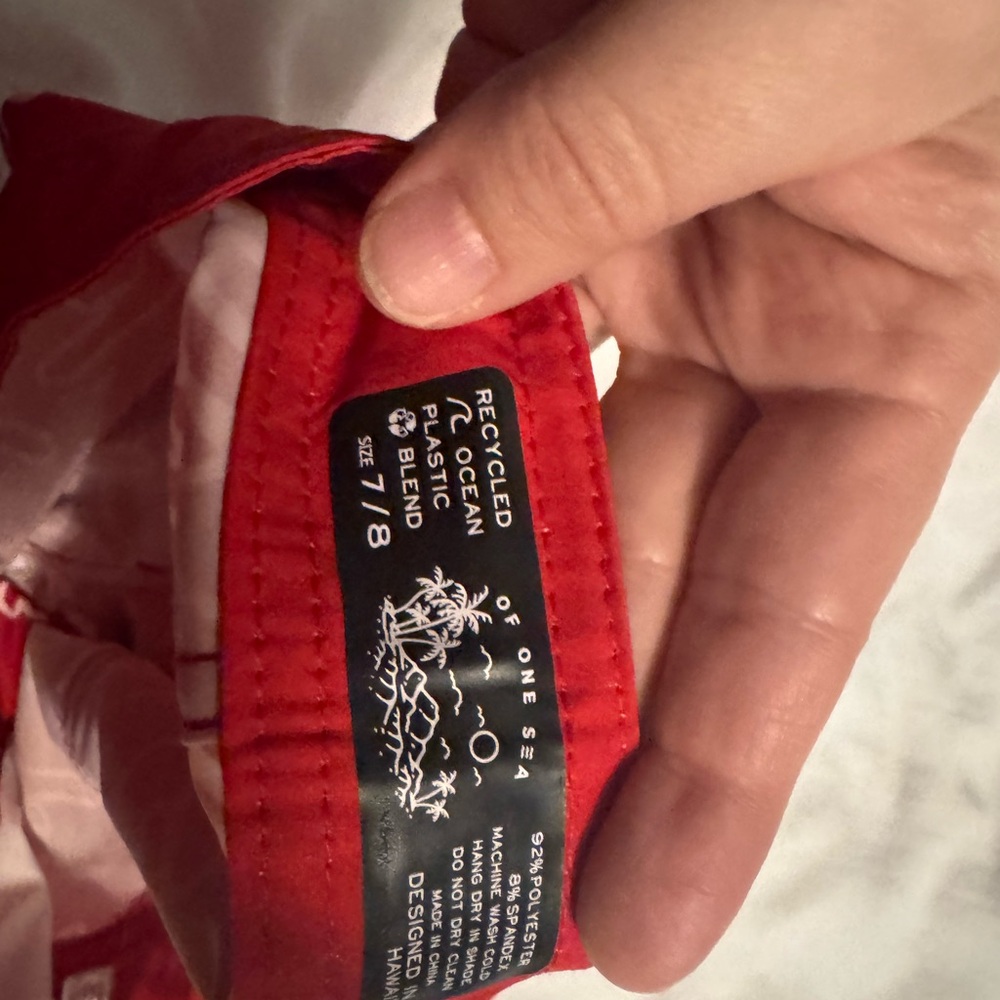 RECYCLED
OCEAN
PLASTIC
BLEND
SIZE 7/8
OF ONE SEA
92%POLYESTER
8% SPANDEX
MACHINE WASH COLD
HANG DRY IN SHADE
DO NOT DRY CLEAN
MADE IN CHINA
DESIGNED IN
HAWAI